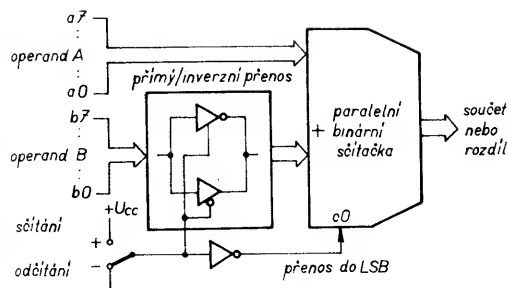 a7
operand A
a0
přímý/inverzní přenos
b7
operand B
b0
+Ucc
sčítání
+
odčítání
−
+ paralelní
binární
sčítačka
c0
přenos do LSB
součet
nebo
rozdíl